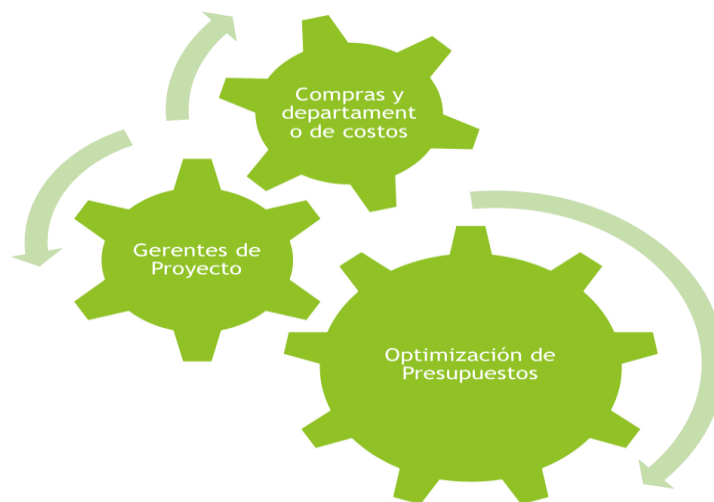 Compras y
departament
o de costos
Gerentes de
Proyecto
Optimización de
Presupuestos